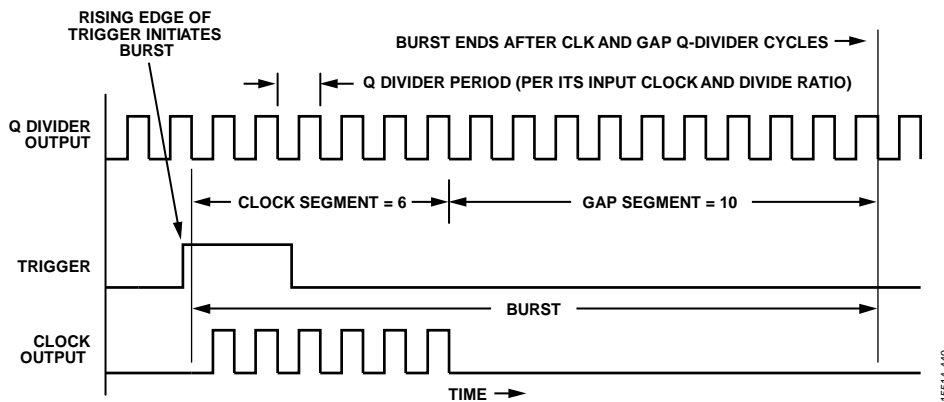 RISING EDGE OF
TRIGGER INITIATES
BURST
BURST ENDS AFTER CLK AND GAP Q-DIVIDER CYCLES
Q DIVIDER PERIOD (PER ITS INPUT CLOCK AND DIVIDE RATIO)
Q DIVIDER
OUTPUT
CLOCK SEGMENT = 6
GAP SEGMENT = 10
TRIGGER
BURST
CLOCK
OUTPUT
TIME